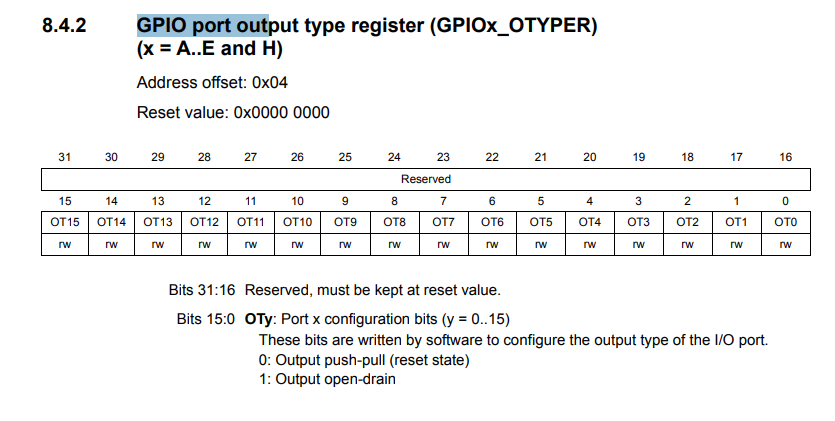 8.4.2 GPIO port output type register (GPIOx_OTYPER)
(x = A..E and H)
Address offset: 0x04
Reset value: 0x0000 0000
31 30 29 28 27 26 25 24 23 22 21 20 19 18 17 16
Reserved
15 14 13 12 11 10 9 8 7 6 5 4 3 2 1 0
OT15 OT14 OT13 OT12 OT11 OT10 OT9 OT8 OT7 OT6 OT5 OT4 OT3 OT2 OT1 OT0
rw rw rw rw rw rw rw rw rw rw rw rw rw rw rw rw
Bits 31:16 Reserved, must be kept at reset value.
Bits 15:0 OTy: Port x configuration bits (y = 0..15)
These bits are written by software to configure the output type of the I/O port.
0: Output push-pull (reset state)
1: Output open-drain